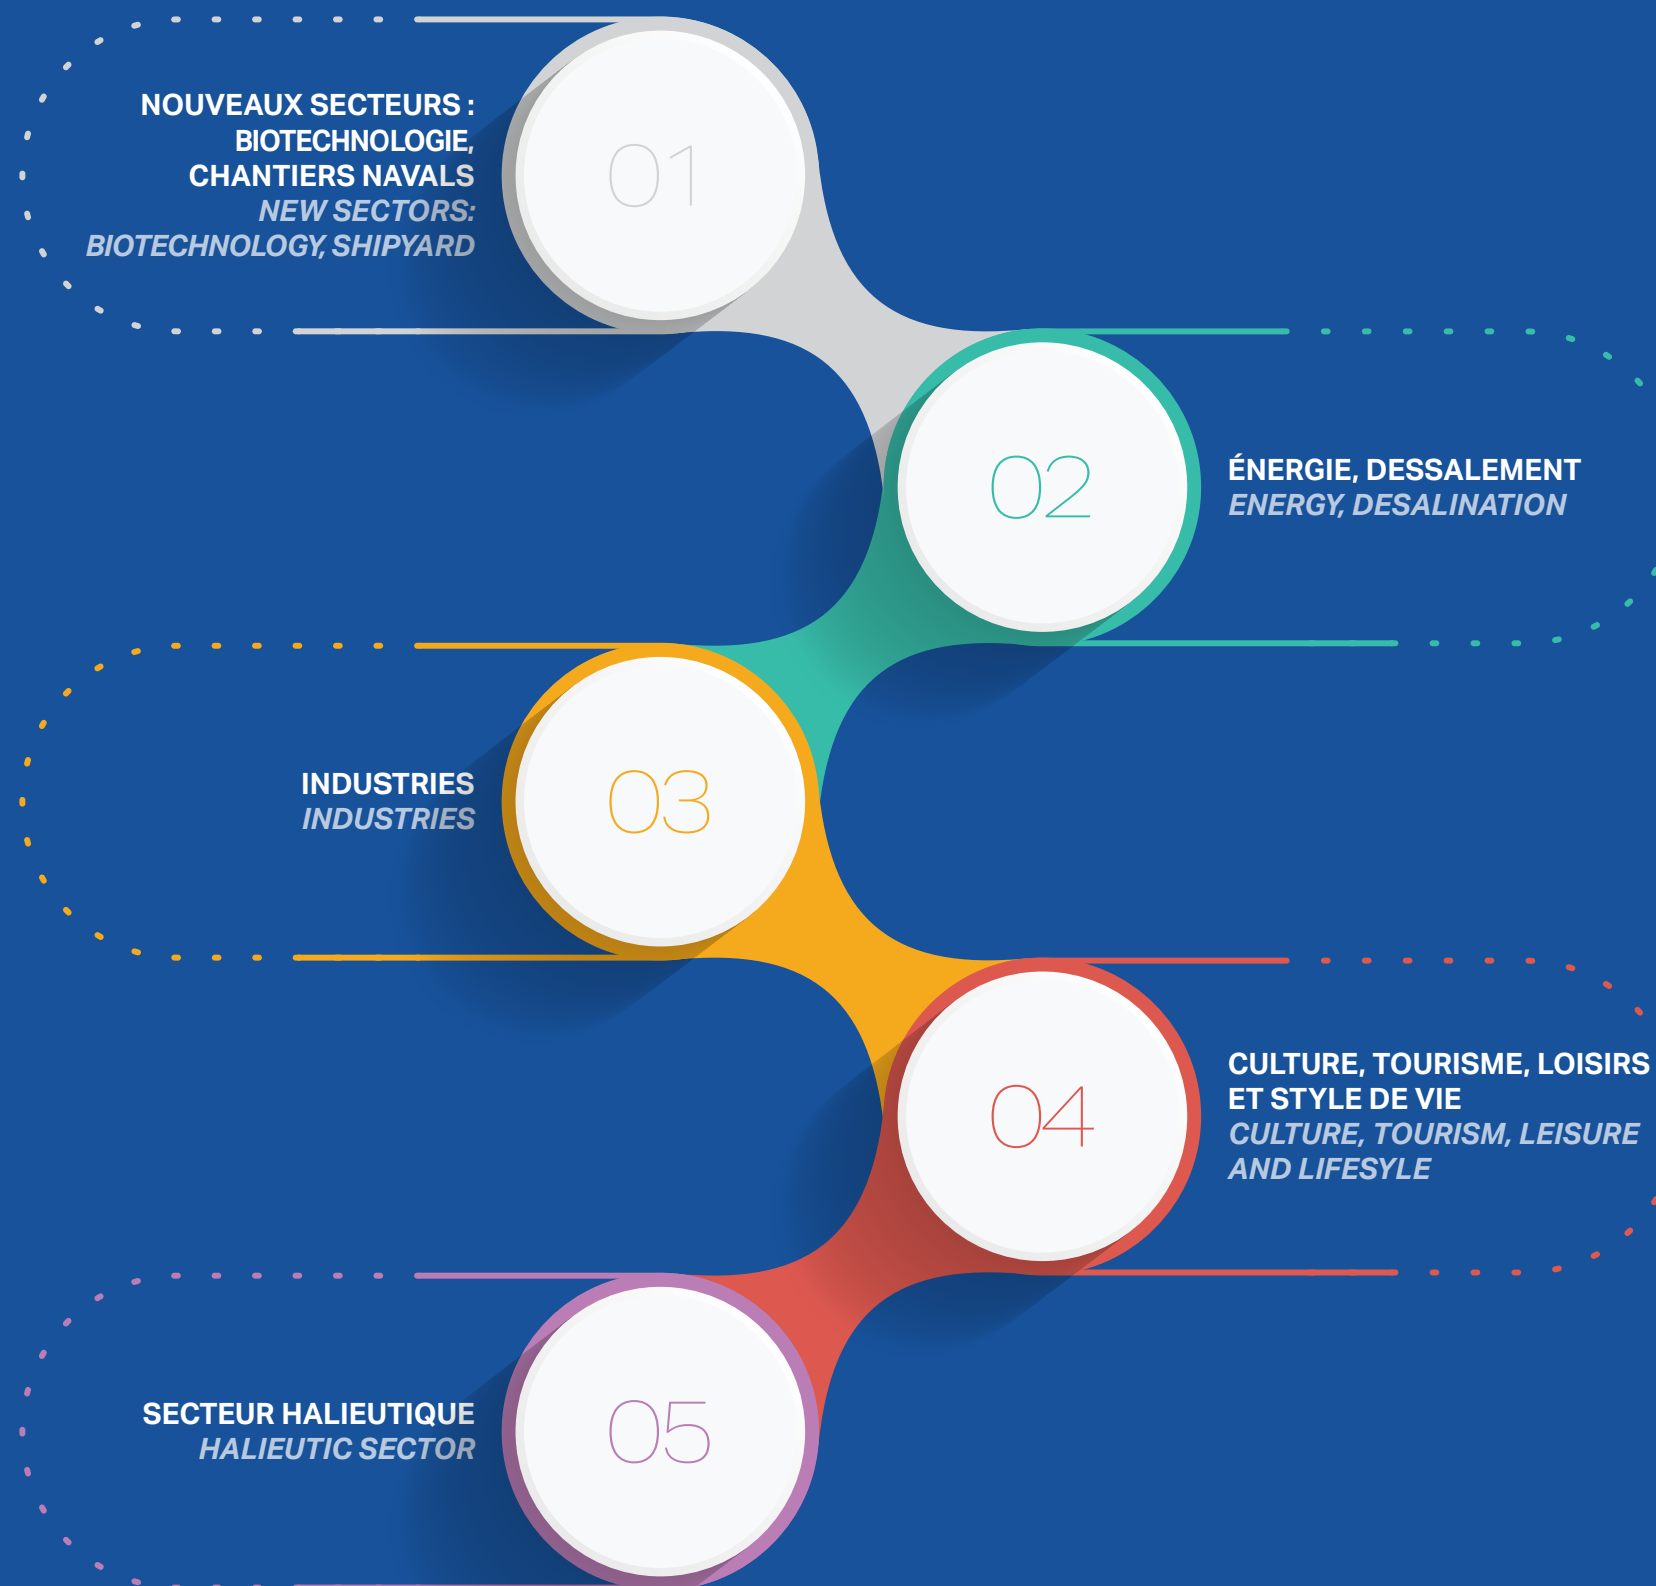 NOUVEAUX SECTEURS :
BIOTECHNOLOGIE,
CHANTIERS NAVALS
NEW SECTORS:
BIOTECHNOLOGY, SHIPYARD
01
02
ÉNERGIE, DESSALEMENT
ENERGY, DESALINATION
INDUSTRIES
INDUSTRIES
03
04
CULTURE, TOURISME, LOISIRS
ET STYLE DE VIE
CULTURE, TOURISM, LEISURE
AND LIFESYLE
SECTEUR HALIEUTIQUE
HALIEUTIC SECTOR
05